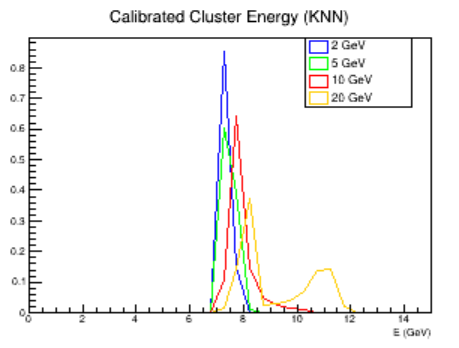 Calibrated Cluster Energy (KNN)
2 GeV
5 GeV
10 GeV
20 GeV
0.8
0.7
0.6
0.5
0.4
0.3
0.2
0.1
0
0 2 4 6 8 10 12 14
E (GeV)